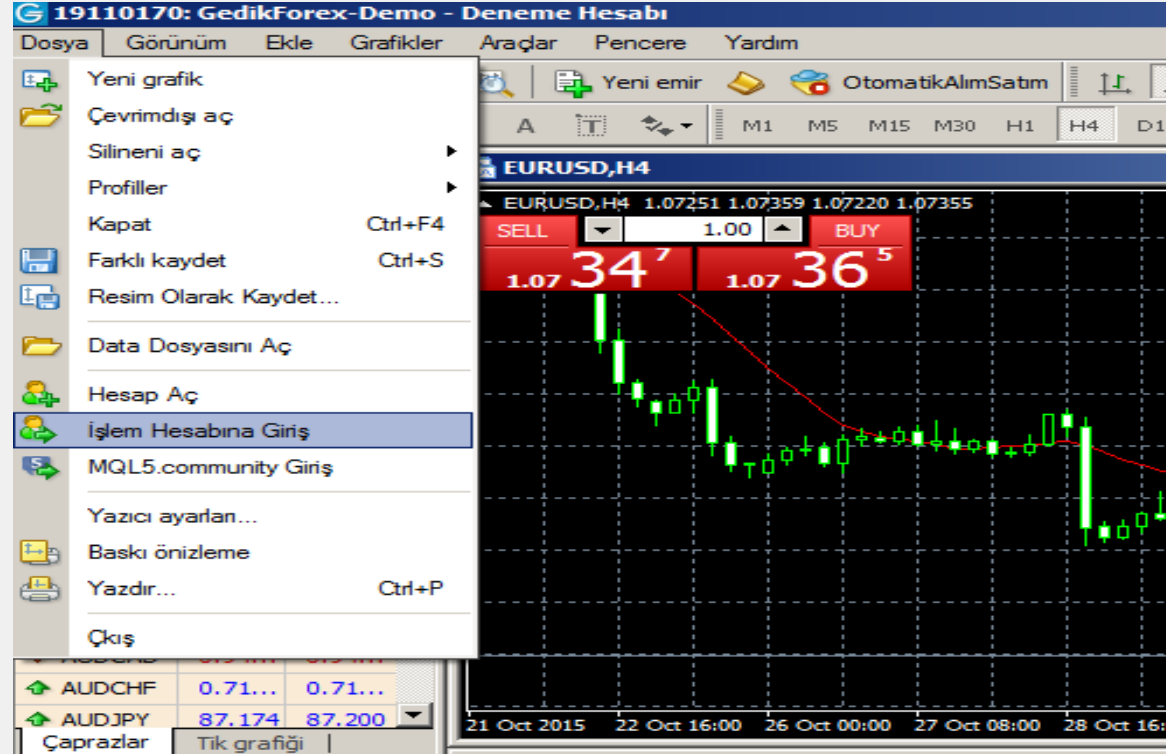 19110170: GedikForex-Demo - Deneme Hesabı
Dosya Görünüm Ekle Grafikler Araçlar Pencere Yardım
Yeni grafik
Çevrimdışı aç
Silineni aç
Profiller
Kapat Ctrl+F4
Farklı kaydet Ctrl+S
Resim Olarak Kaydet...
Data Dosyasını Aç
Hesap Aç
İşlem Hesabına Giriş
MQL5.community Giriş
Yazıcı ayarları...
Baskı önizleme
Yazdır... Ctrl+P
Çıkış
Yeni emir OtomatikAlımSatım
A T M1 M5 M15 M30 H1 H4 D1
EURUSD,H4
EURUSD,H4 1.07251 1.07359 1.07220 1.07355
SELL 1.00 BUY
1.07 34 7 1.07 36 5
AUDCHF 0.71... 0.71...
AUDJPY 87.174 87.200
Çaprazlar Tik grafiği
21 Oct 2015 22 Oct 16:00 26 Oct 00:00 27 Oct 08:00 28 Oct 16: